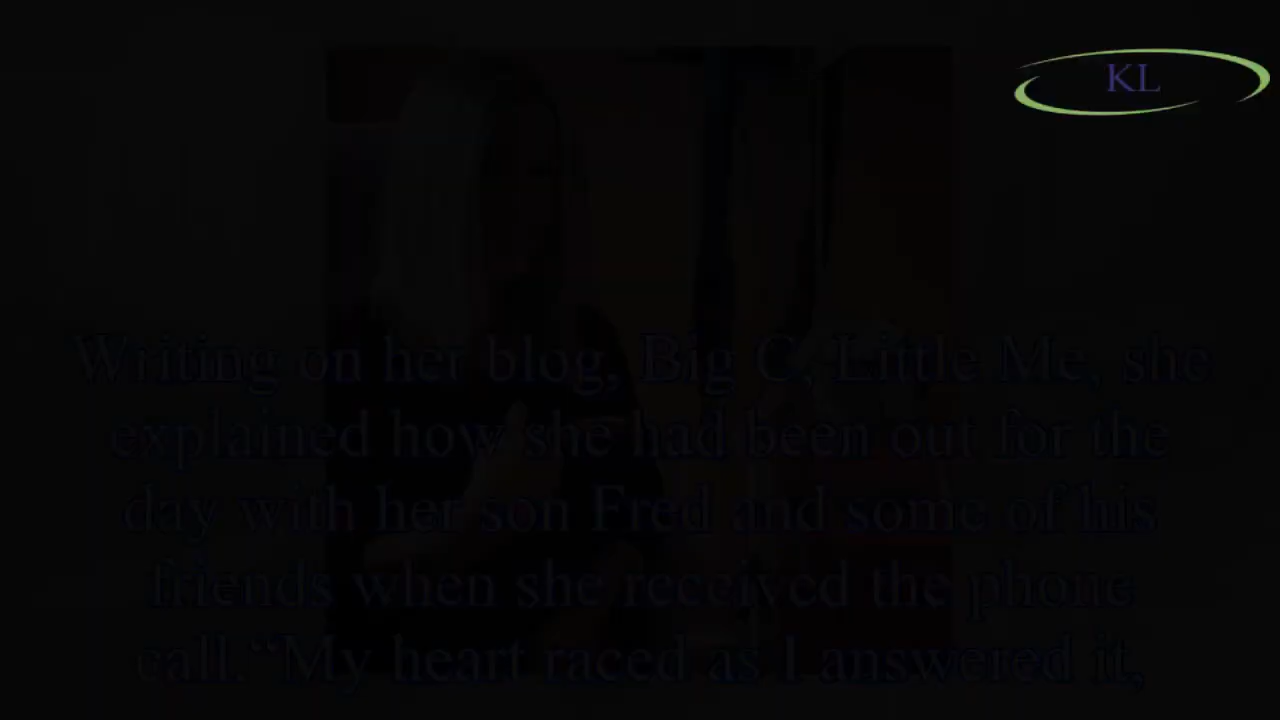 KL
Writing on her blog, Big C, Little Me, she
explained how she had been out for the
day with her son Fred and some of his
friends when she received the phone
call. “My heart raced as I answered it,